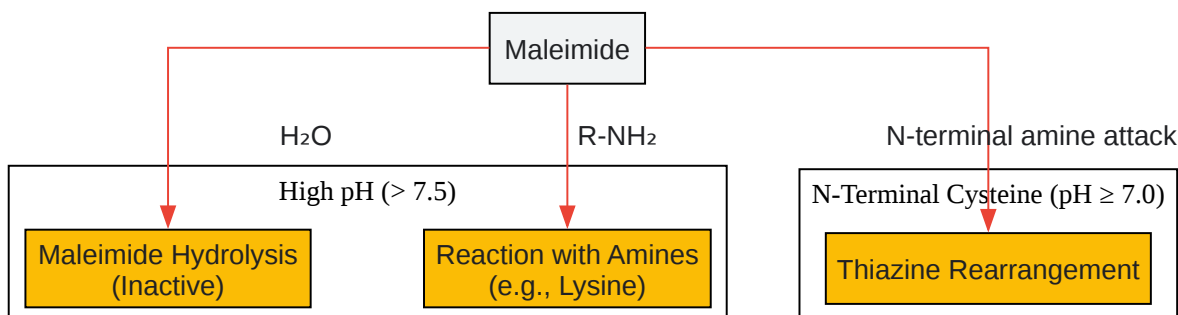 Maleimide
H₂O
R-NH₂
N-terminal amine attack
High pH (> 7.5)
N-Terminal Cysteine (pH ≥ 7.0)
Maleimide Hydrolysis
(Inactive)
Reaction with Amines
(e.g., Lysine)
Thiazine Rearrangement